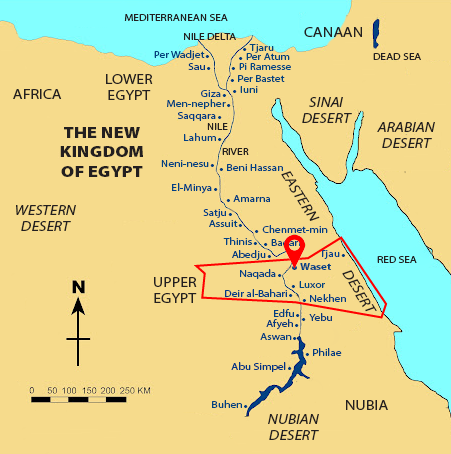 MEDITERRANEAN SEA
CANAAN
NILE DELTA
DEAD SEA
Per Wadjet
Tjaru
Per Atum
Sau
Pi Ramesse
Per Bastet
LOWER
EGYPT
AFRICA
Iuni
Giza
Men-nepher
Saqqara
SINAI
DESERT
ARABIAN
DESERT
THE NEW
KINGDOM
OF EGYPT
NILE
Lahum
RIVER
Neni-nesu
Beni Hassan
EASTERN
El-Minya
Amarna
WESTERN
DESERT
Satju
Assuit
Chenmet-min
Thinis
Abedju
Tjau
RED SEA
Waset
Naqada
DESERT
UPPER
EGYPT
Luxor
Deir al-Bahari
Nekhen
N
Edfu
Yebu
Afyeh
Aswan
Philae
Abu Simpel
0 50 100 150 200 250 KM
Buhen
NUBIA
NUBIAN
DESERT